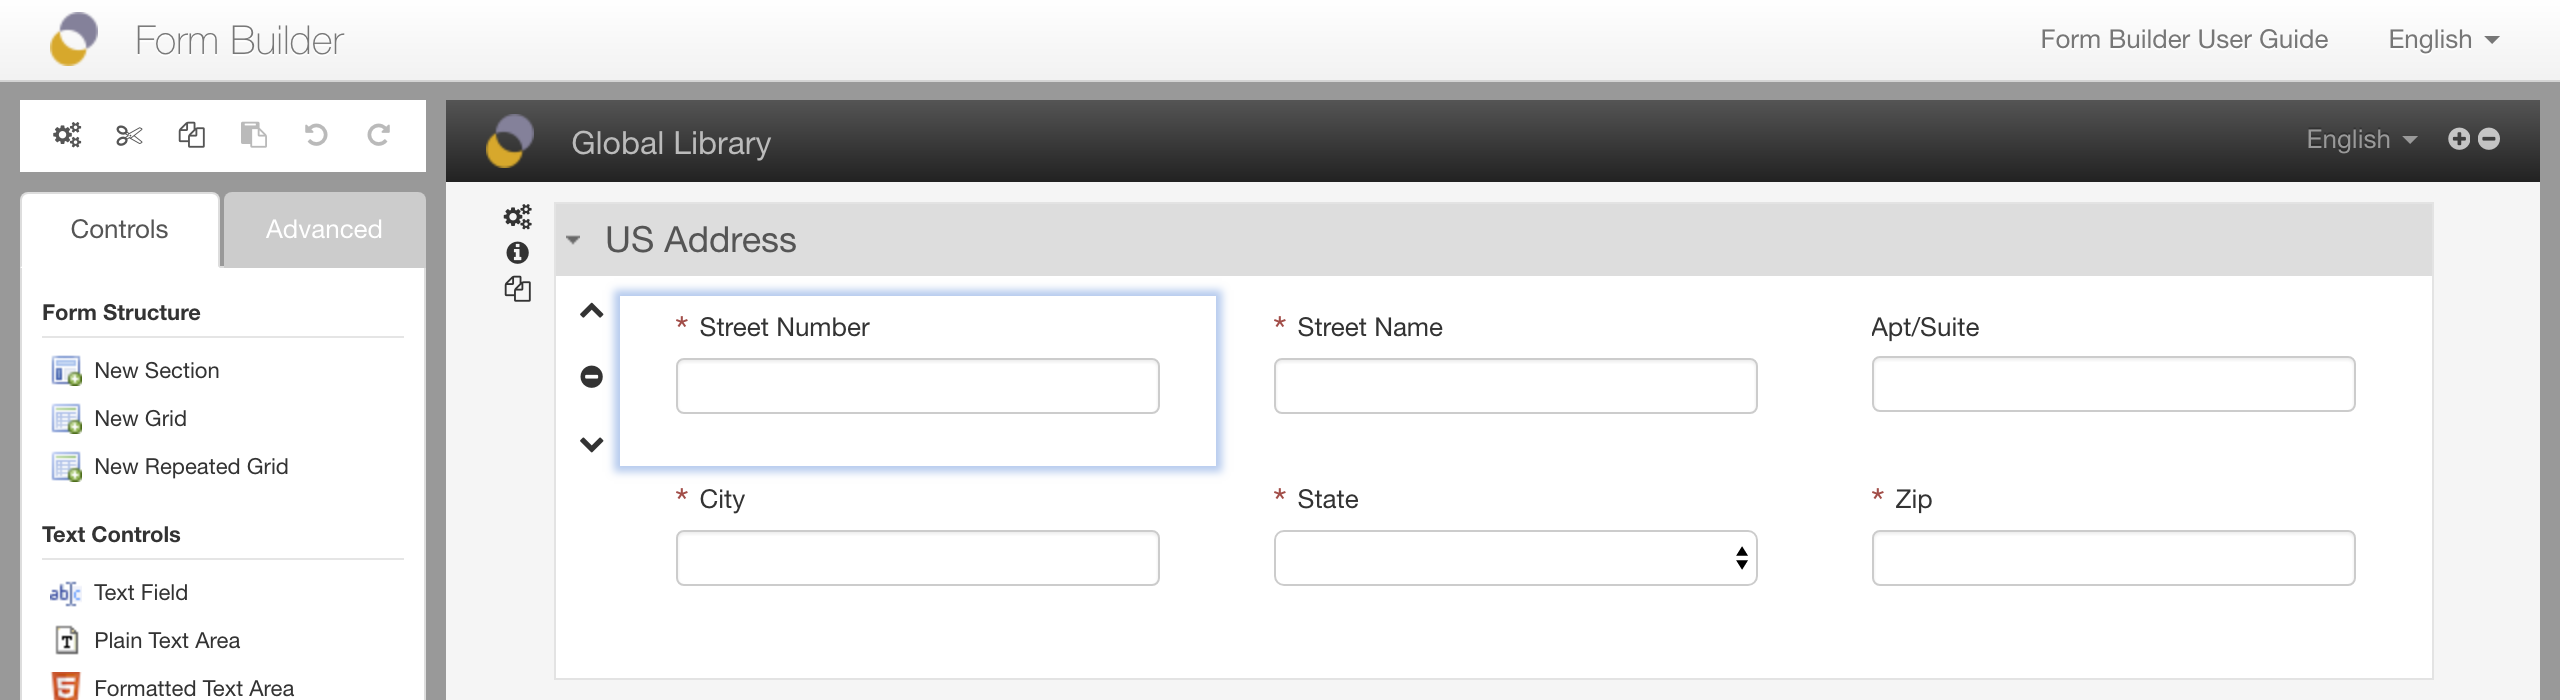 Form Builder
Form Builder User Guide
English
Global Library
English
Controls
Advanced
Form Structure
New Section
New Grid
New Repeated Grid
Text Controls
Text Field
Plain Text Area
Formatted Text Area
US Address
* Street Number
* Street Name
Apt/Suite
* City
* State
* Zip